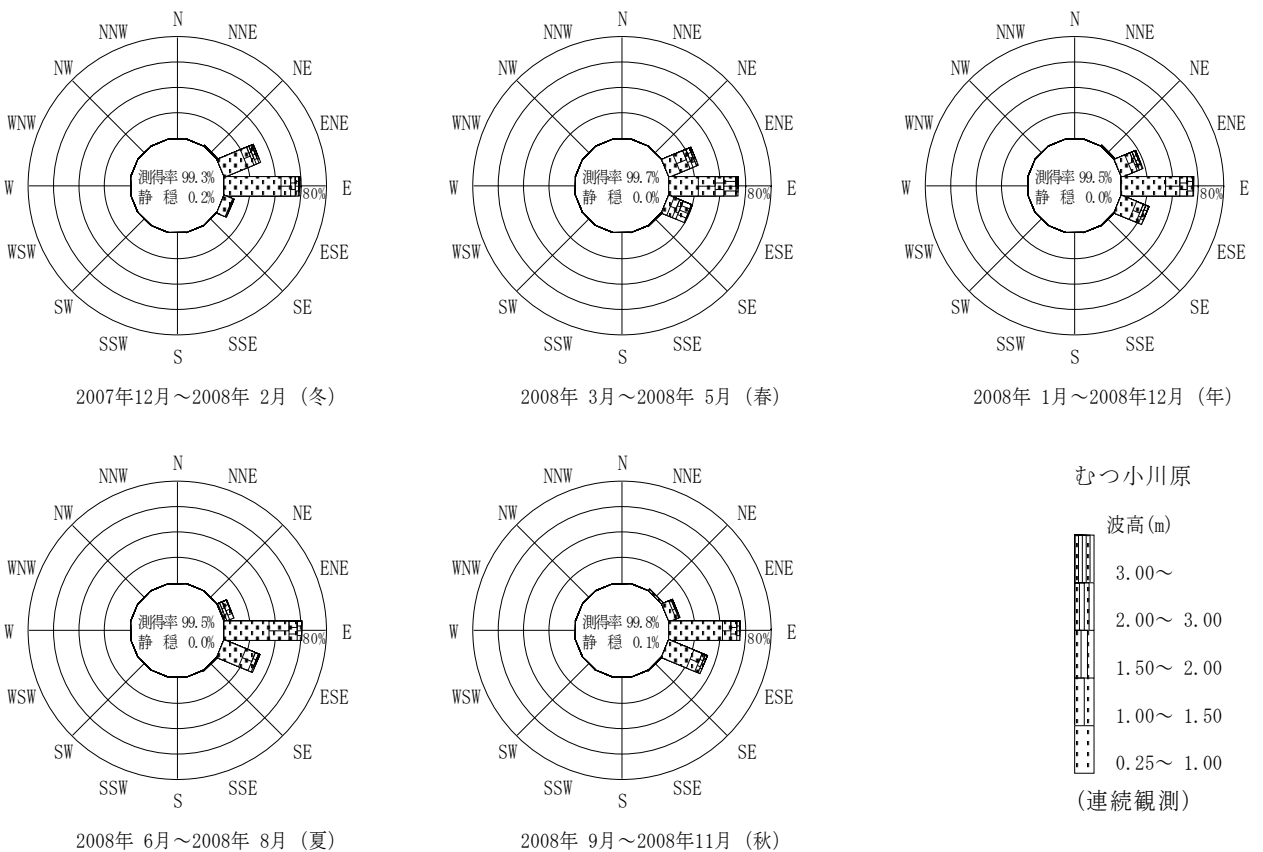 N
NNW NNE
NW NE
WNW ENE
測得率 99.3%
W 静 穏 0.2% 80% E
WSW ESE
SW SE
SSW SSE
S
2007年12月～2008年 2月 (冬)
N
NNW NNE
NW NE
WNW ENE
測得率 99.7%
W 静 穏 0.0% 80% E
WSW ESE
SW SE
SSW SSE
S
2008年 3月～2008年 5月 (春)
N
NNW NNE
NW NE
WNW ENE
測得率 99.5%
W 静 穏 0.0% 80% E
WSW ESE
SW SE
SSW SSE
S
2008年 1月～2008年12月 (年)
N
NNW NNE
NW NE
WNW ENE
測得率 99.5%
W 静 穏 0.0% 80% E
WSW ESE
SW SE
SSW SSE
S
2008年 6月～2008年 8月 (夏)
N
NNW NNE
NW NE
WNW ENE
測得率 99.8%
W 静 穏 0.1% 80% E
WSW ESE
SW SE
SSW SSE
S
2008年 9月～2008年11月 (秋)
むつ小川原
波高(m)
3.00～
2.00～ 3.00
1.50～ 2.00
1.00～ 1.50
0.25～ 1.00
(連続観測)